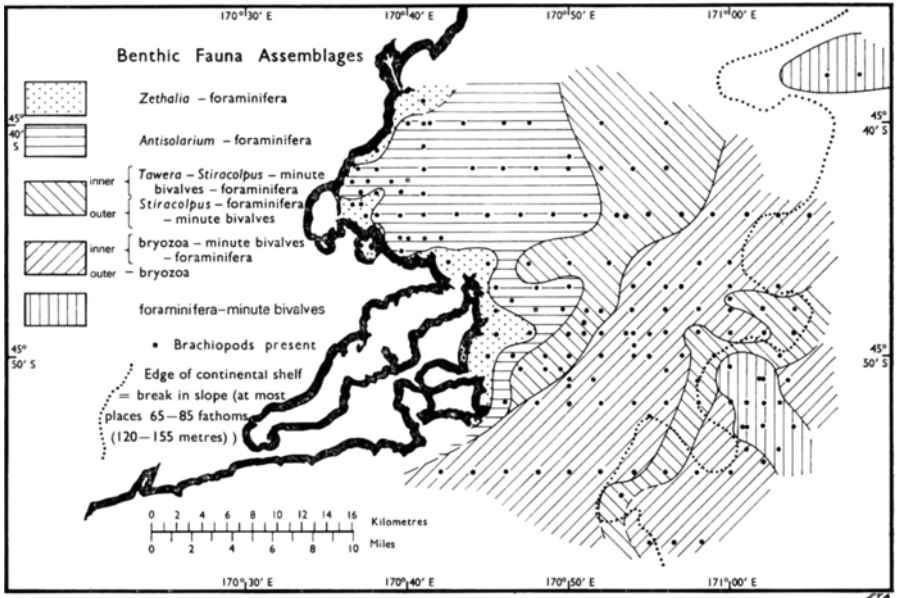 170° 30' E 170° 40' E 170° 50' E 171° 00' E
Benthic Fauna Assemblages
Zethalia – foraminifera
45°
40'
S
45°
40' S
Antisolarium – foraminifera
inner
Tawera – Stiracolpus – minute
bivalves – foraminifera
outer
Stiracolpus – foraminifera
– minute bivalves
inner
bryozoa – minute bivalves
– foraminifera
outer – bryozoa
foraminifera–minute bivalves
• Brachiopods present
45°
50' S
45°
50' S
Edge of continental shelf
= break in slope (at most
places 65–85 fathoms
(120–155 metres) )
0 2 4 6 8 10 12 14 16
Kilometres
0 2 4 6 8 10
Miles
170° 30' E 170° 40' E 170° 50' E 171° 00' E